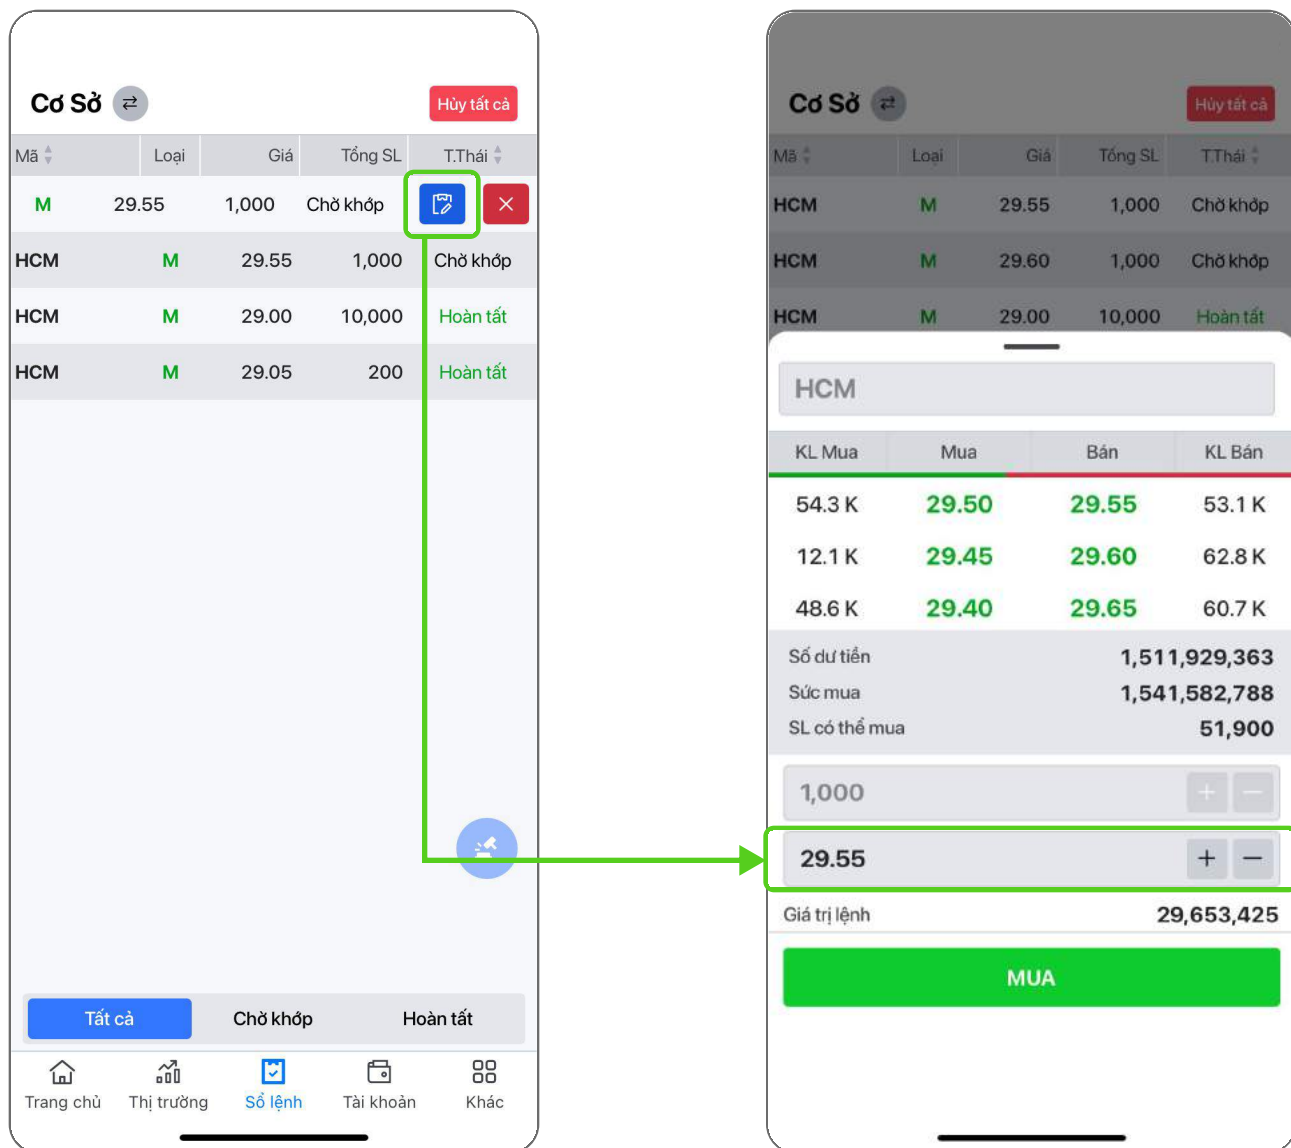 Cơ Sở
Hủy tất cả
Mã Loại Giá Tổng SL T.Thái
M 29.55 1,000 Chờ khớp
HCM M 29.55 1,000 Chờ khớp
HCM M 29.00 10,000 Hoàn tất
HCM M 29.05 200 Hoàn tất
Tất cả Chờ khớp Hoàn tất
Trang chủ Thị trường Sổ lệnh Tài khoản Khác
Cơ Sở
Hủy tất cả
Mã Loại Giá Tổng SL T.Thái
HCM M 29.55 1,000 Chờ khớp
HCM M 29.60 1,000 Chờ khớp
HCM M 29.00 10,000 Hoàn tất
HCM
KL Mua Mua Bán KL Bán
54.3 K 29.50 29.55 53.1 K
12.1 K 29.45 29.60 62.8 K
48.6 K 29.40 29.65 60.7 K
Số dư tiền 1,511,929,363
Sức mua 1,541,582,788
SL có thể mua 51,900
1,000 + −
29.55 + −
Giá trị lệnh 29,653,425
MUA